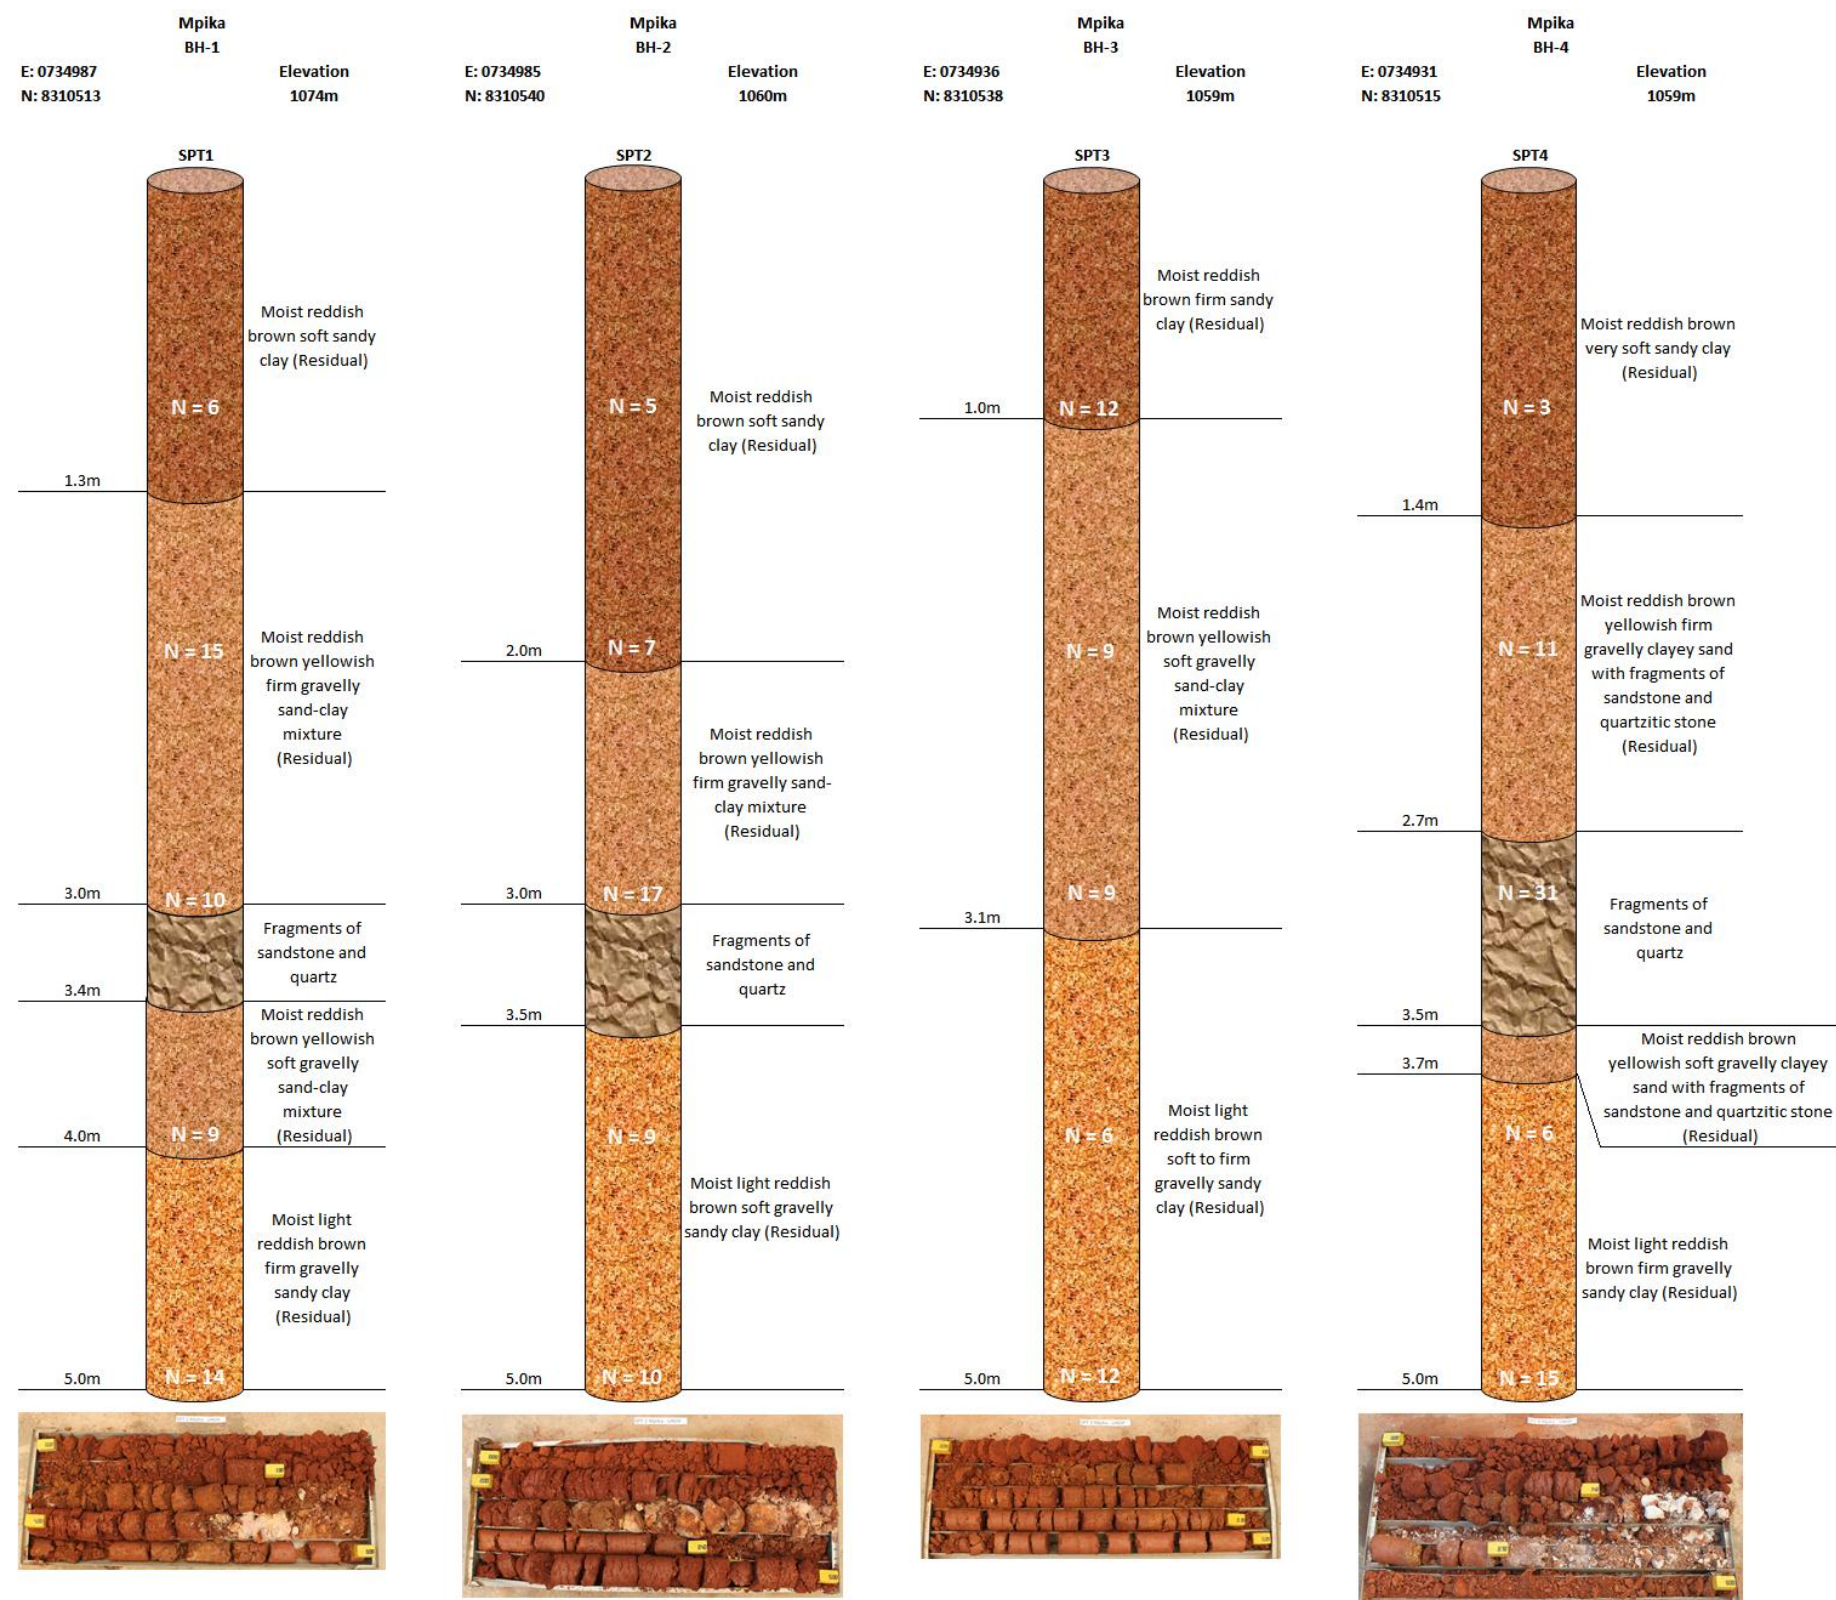 Mpika
BH-1
E: 0734987
Elevation
N: 8310513
1074m
SPT1
Moist reddish
brown soft sandy
clay (Residual)
N = 6
1.3m
Moist reddish
brown yellowish
firm gravelly
sand-clay
mixture
(Residual)
N = 15
3.0m
N = 10
Fragments of
sandstone and
quartz
3.4m
Moist reddish
brown yellowish
soft gravelly
sand-clay
mixture
(Residual)
4.0m
N = 9
Moist light
reddish brown
firm gravelly
sandy clay
(Residual)
5.0m
N = 14
Mpika
BH-2
E: 0734985
Elevation
N: 8310540
1060m
SPT2
Moist reddish
brown soft sandy
clay (Residual)
N = 5
2.0m
N = 7
Moist reddish
brown yellowish
firm gravelly sand-
clay mixture
(Residual)
3.0m
N = 17
Fragments of
sandstone and
quartz
3.5m
N = 9
Moist light reddish
brown soft gravelly
sandy clay (Residual)
5.0m
N = 10
Mpika
BH-3
E: 0734936
Elevation
N: 8310538
1059m
SPT3
Moist reddish
brown firm sandy
clay (Residual)
1.0m
N = 12
Moist reddish
brown yellowish
soft gravelly
sand-clay
mixture
(Residual)
N = 9
N = 9
3.1m
Moist light
reddish brown
soft to firm
gravelly sandy
clay (Residual)
N = 6
5.0m
N = 12
Mpika
BH-4
E: 0734931
Elevation
N: 8310515
1059m
SPT4
Moist reddish brown
very soft sandy clay
(Residual)
N = 3
1.4m
Moist reddish brown
yellowish firm
gravelly clayey sand
with fragments of
sandstone and
quartzitic stone
(Residual)
N = 11
2.7m
N = 31
Fragments of
sandstone and
quartz
3.5m
Moist reddish brown
yellowish soft gravelly clayey
sand with fragments of
sandstone and quartzitic stone
(Residual)
3.7m
N = 6
Moist light reddish
brown firm gravelly
sandy clay (Residual)
5.0m
N = 15